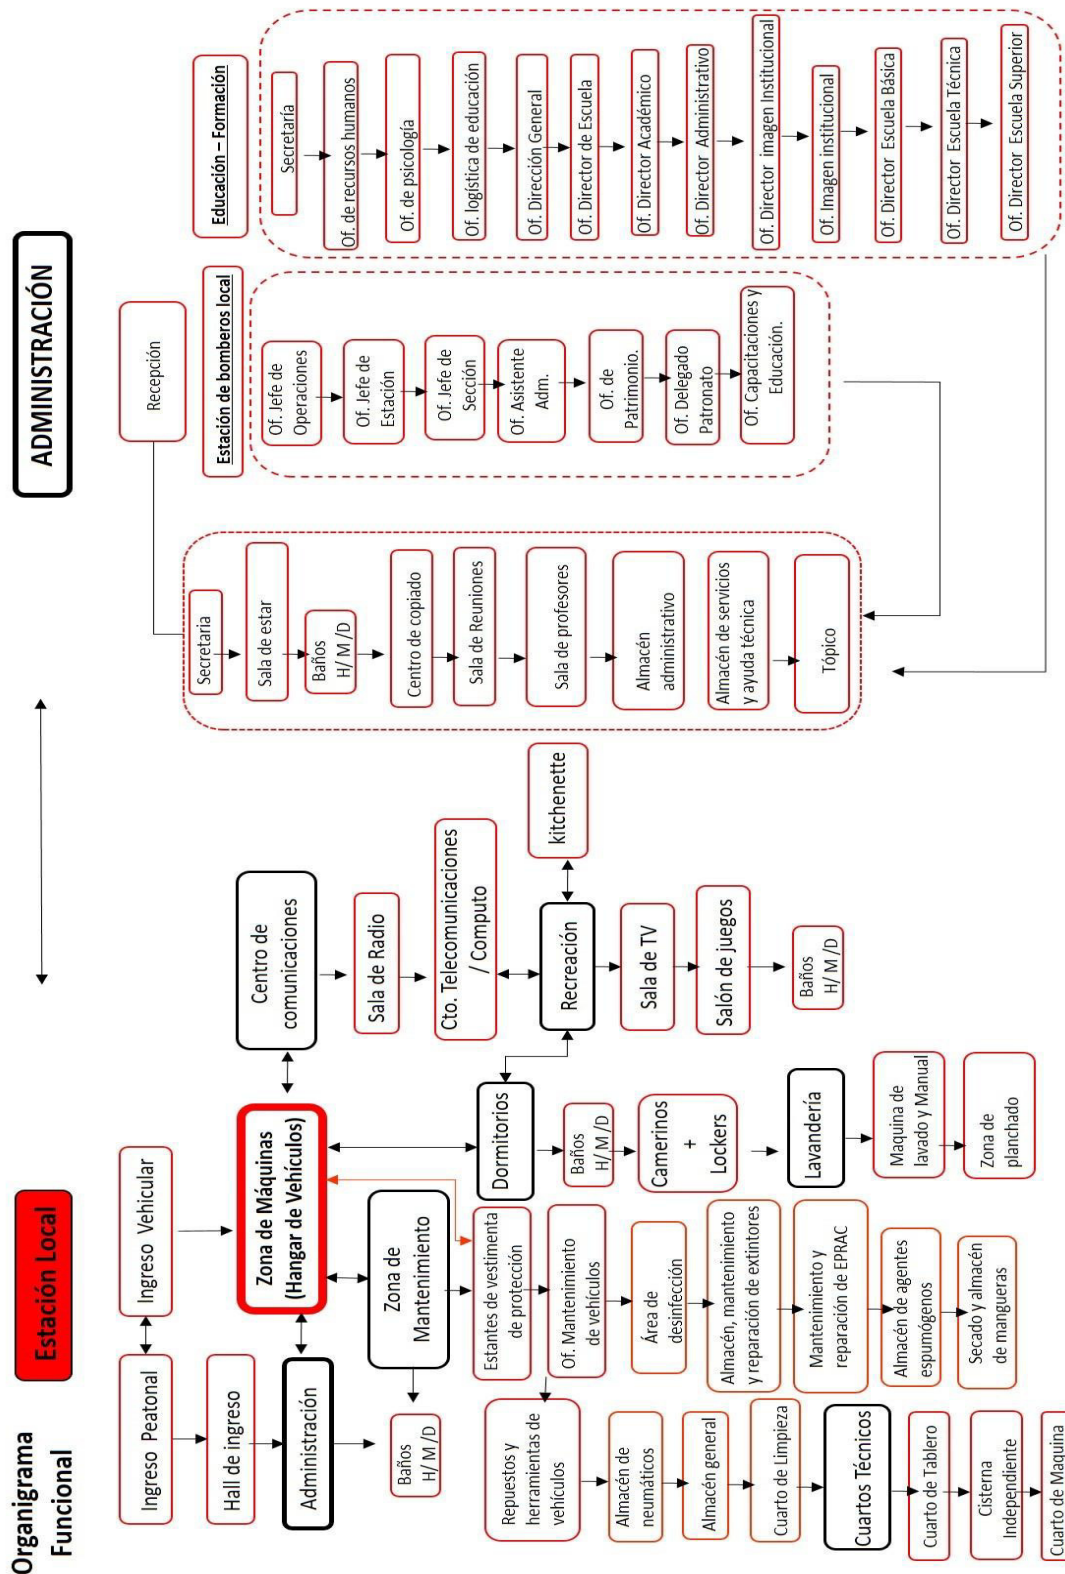 Organigrama
Funcional
Estación Local
ADMINISTRACIÓN
Ingreso Peatonal
Ingreso Vehicular
Hall de ingreso
Administración
Baños
H/ M /D
Zona de Máquinas
(Hangar de Vehículos)
Zona de
Mantenimiento
Estantes de vestimenta
de protección
Of. Mantenimiento
de vehículos
Área de
desinfección
Almacén, mantenimiento
y reparación de extintores
Mantenimiento y
reparación de EPRAC
Almacén de agentes
espumógenos
Secado y almacén
de mangueras
Repuestos y
herramientas de
vehículos
Almacén de
neumáticos
Almacén general
Cuarto de Limpieza
Cuartos Técnicos
Cuarto de Tablero
Cisterna
Independiente
Cuarto de Maquina
Dormitorios
Baños
H/ M /D
Camerinos
+
Lockers
Lavandería
Maquina de
lavado y Manual
Zona de
planchado
Centro de
comunicaciones
Sala de Radio
Cto. Telecomunicaciones
/ Computo
Recreación
kitchenette
Sala de TV
Salón de juegos
Baños
H/ M /D
Recepción
Secretaria
Sala de estar
Baños
H/ M /D
Centro de copiado
Sala de Reuniones
Sala de profesores
Almacén
administrativo
Almacén de servicios
y ayuda técnica
Tópico
Estación de bomberos local
Of. Jefe de
Operaciones
Of. Jefe de
Estación
Of. Jefe de
Sección
Of. Asistente
Adm.
Of. de
Patrimonio.
Of. Delegado
Patronato
Of. Capacitaciones y
Educación.
Educación – Formación
Secretaría
Of. de recursos humanos
Of. de psicología
Of. logística de educación
Of. Dirección General
Of. Director de Escuela
Of. Director Académico
Of. Director Administrativo
Of. Director imagen Institucional
Of. Imagen institucional
Of. Director Escuela Básica
Of. Director Escuela Técnica
Of. Director Escuela Superior